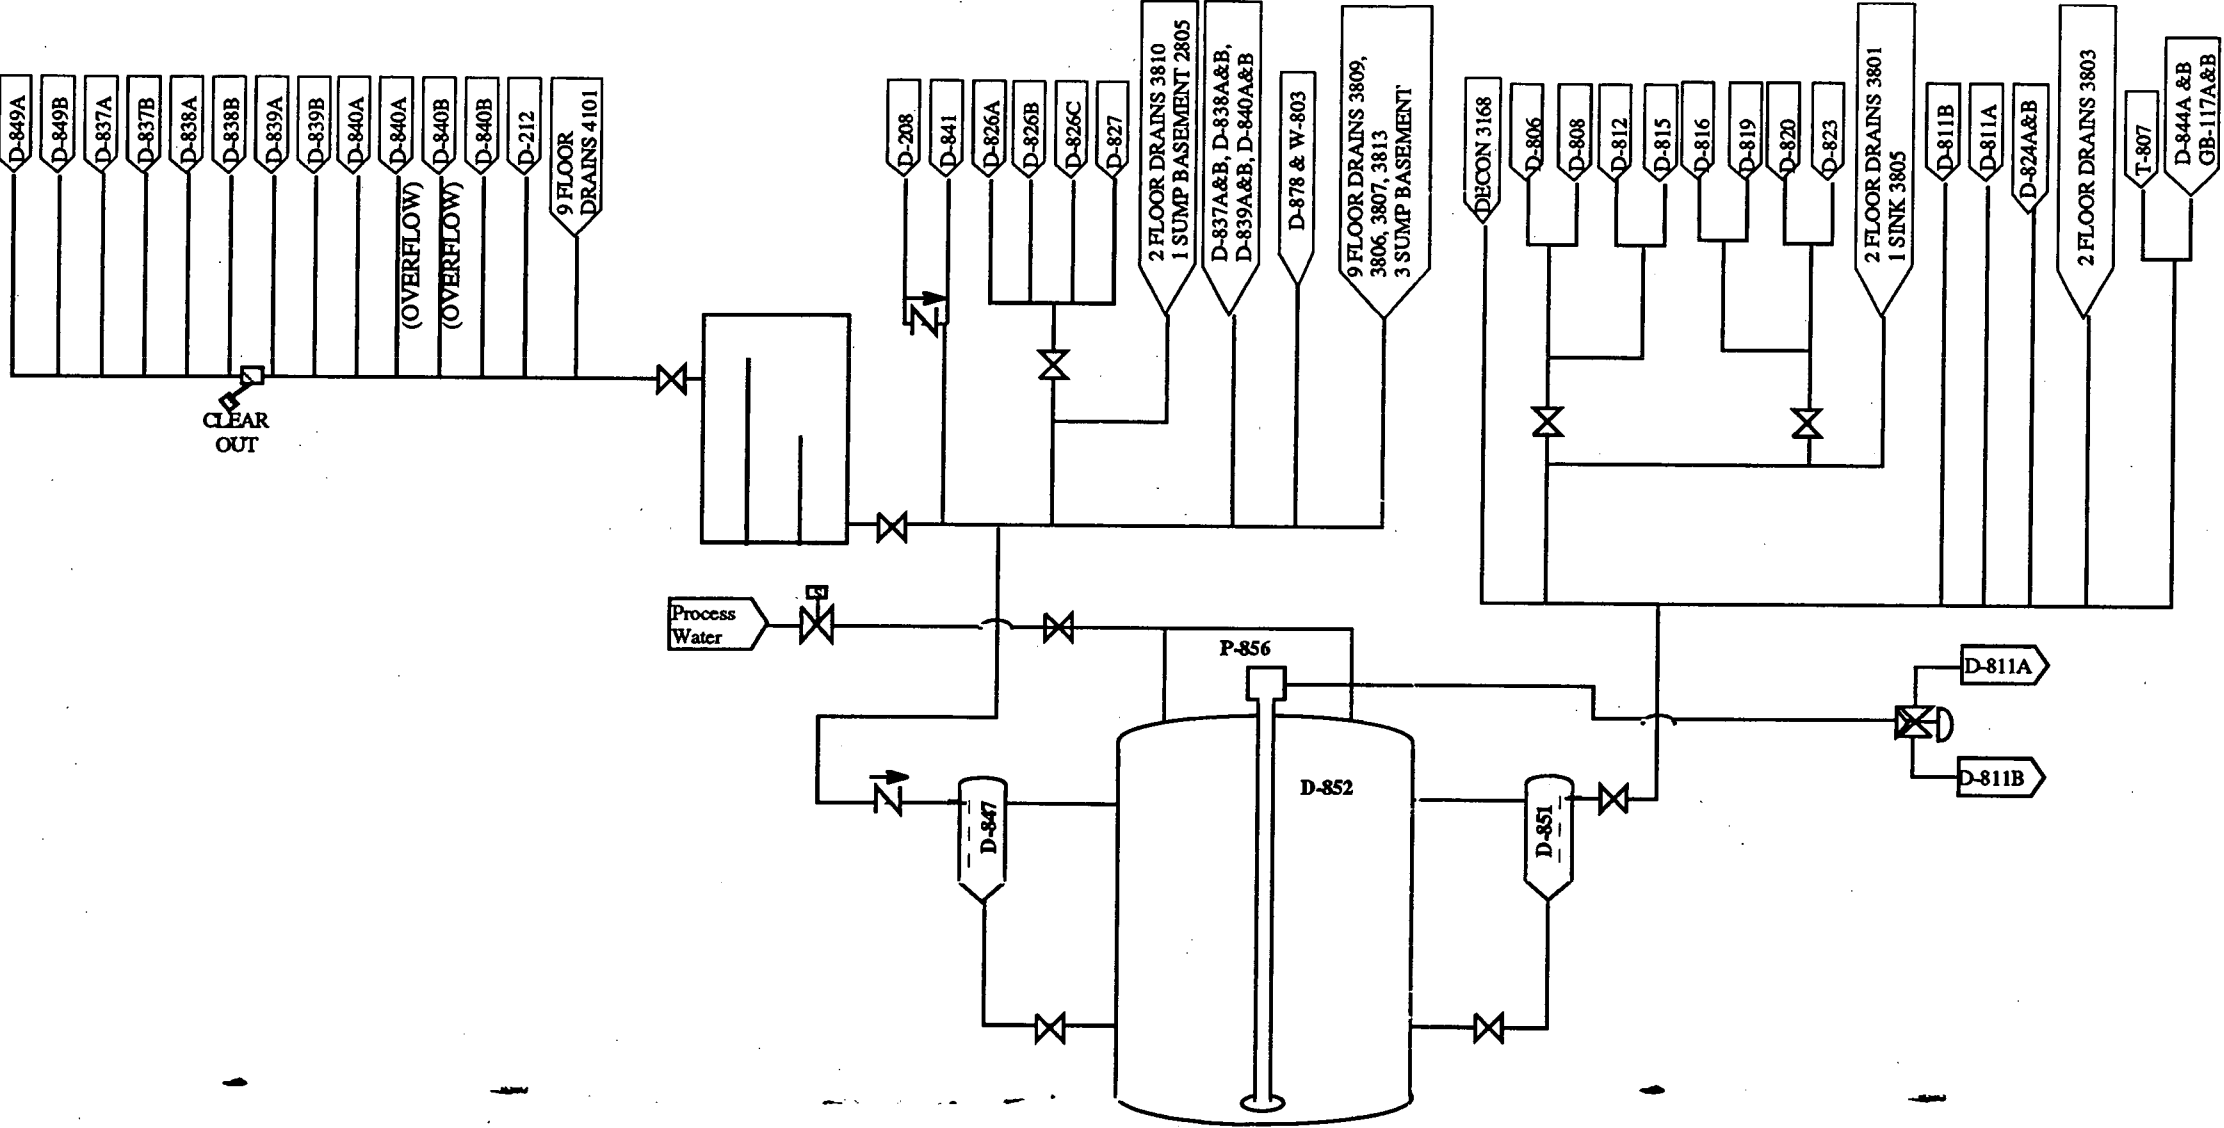 D-849A
D-849B
D-837A
D-837B
D-838A
D-838B
D-839A
D-839B
D-840A
D-840A
(OVERFLOW)
D-840B
(OVERFLOW)
D-840B
D-212
9 FLOOR
DRAINS 4101
D-208
D-841
D-826A
D-826B
D-826C
D-827
2 FLOOR DRAINS 3810
1 SUMP BASEMENT 2805
D-837A&B, D-838A&B,
D-839A&B, D-840A&B
D-878 & W-803
9 FLOOR DRAINS 3809,
3806, 3807, 3813
3 SUMP BASEMENT
DECON 3168
D-806
D-808
D-812
D-815
D-816
D-819
D-820
D-823
2 FLOOR DRAINS 3801
1 SINK 3805
D-811B
D-811A
D-824A&B
2 FLOOR DRAINS 3803
T-807
D-844A &B
GB-117A&B
CLEAR
OUT
Process
Water
P-856
D-811A
D-811B
D-847
D-852
D-851